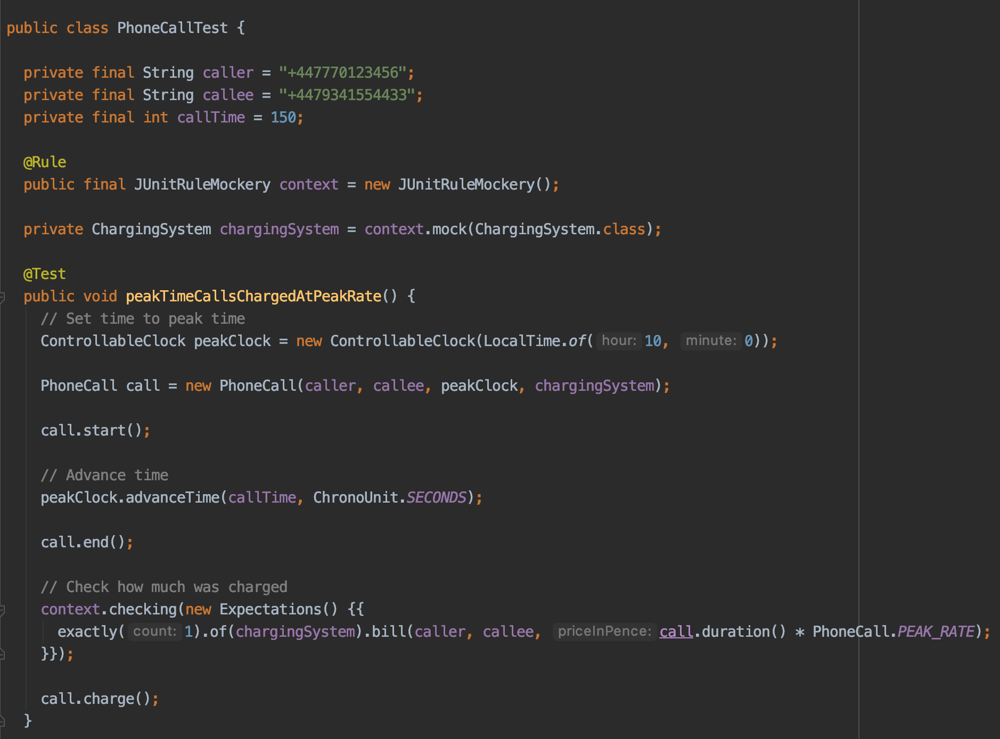 public class PhoneCallTest {
private final String caller = "+447770123456";
private final String callee = "+4479341554433";
private final int callTime = 150;
@Rule
public final JUnitRuleMockery context = new JUnitRuleMockery();
private ChargingSystem chargingSystem = context.mock(ChargingSystem.class);
@Test
public void peakTimeCallsChargedAtPeakRate() {
// Set time to peak time
ControllableClock peakClock = new ControllableClock(LocalTime.of( hour: 10, minute: 0));
PhoneCall call = new PhoneCall(caller, callee, peakClock, chargingSystem);
call.start();
// Advance time
peakClock.advanceTime(callTime, ChronoUnit.SECONDS);
call.end();
// Check how much was charged
context.checking(new Expectations() {{
exactly( count: 1).of(chargingSystem).bill(caller, callee, priceInPence: call.duration() * PhoneCall.PEAK_RATE);
}});
call.charge();
}